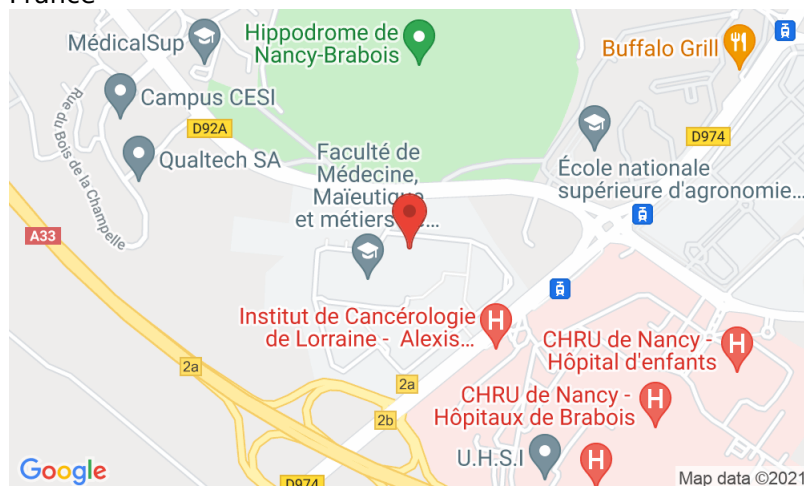 France
MédicalSup
Hippodrome de
Nancy-Brabois
Buffalo Grill
Campus CESI
D92A
D974
Rue du Bois de la Champelle
Qualtech SA
Faculté de
Médecine,
Maïeutique
et métiers de...
École nationale
supérieure d'agronomie...
A33
Institut de Cancérologie
de Lorraine - Alexis...
H
CHRU de Nancy -
Hôpital d'enfants
H
2a
2a
CHRU de Nancy -
Hôpitaux de Brabois
H
2b
U.H.S.I
H
Google
D974
Map data ©2021